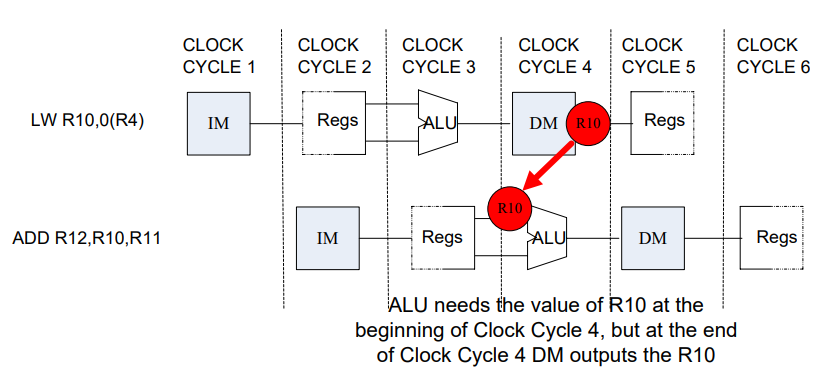 CLOCK CYCLE 1
CLOCK CYCLE 2
CLOCK CYCLE 3
CLOCK CYCLE 4
CLOCK CYCLE 5
CLOCK CYCLE 6
LW R10,0(R4)
IM
Regs
ALU
DM
R10
Regs
R10
ADD R12,R10,R11
IM
Regs
ALU
DM
Regs
ALU needs the value of R10 at the
beginning of Clock Cycle 4, but at the end
of Clock Cycle 4 DM outputs the R10